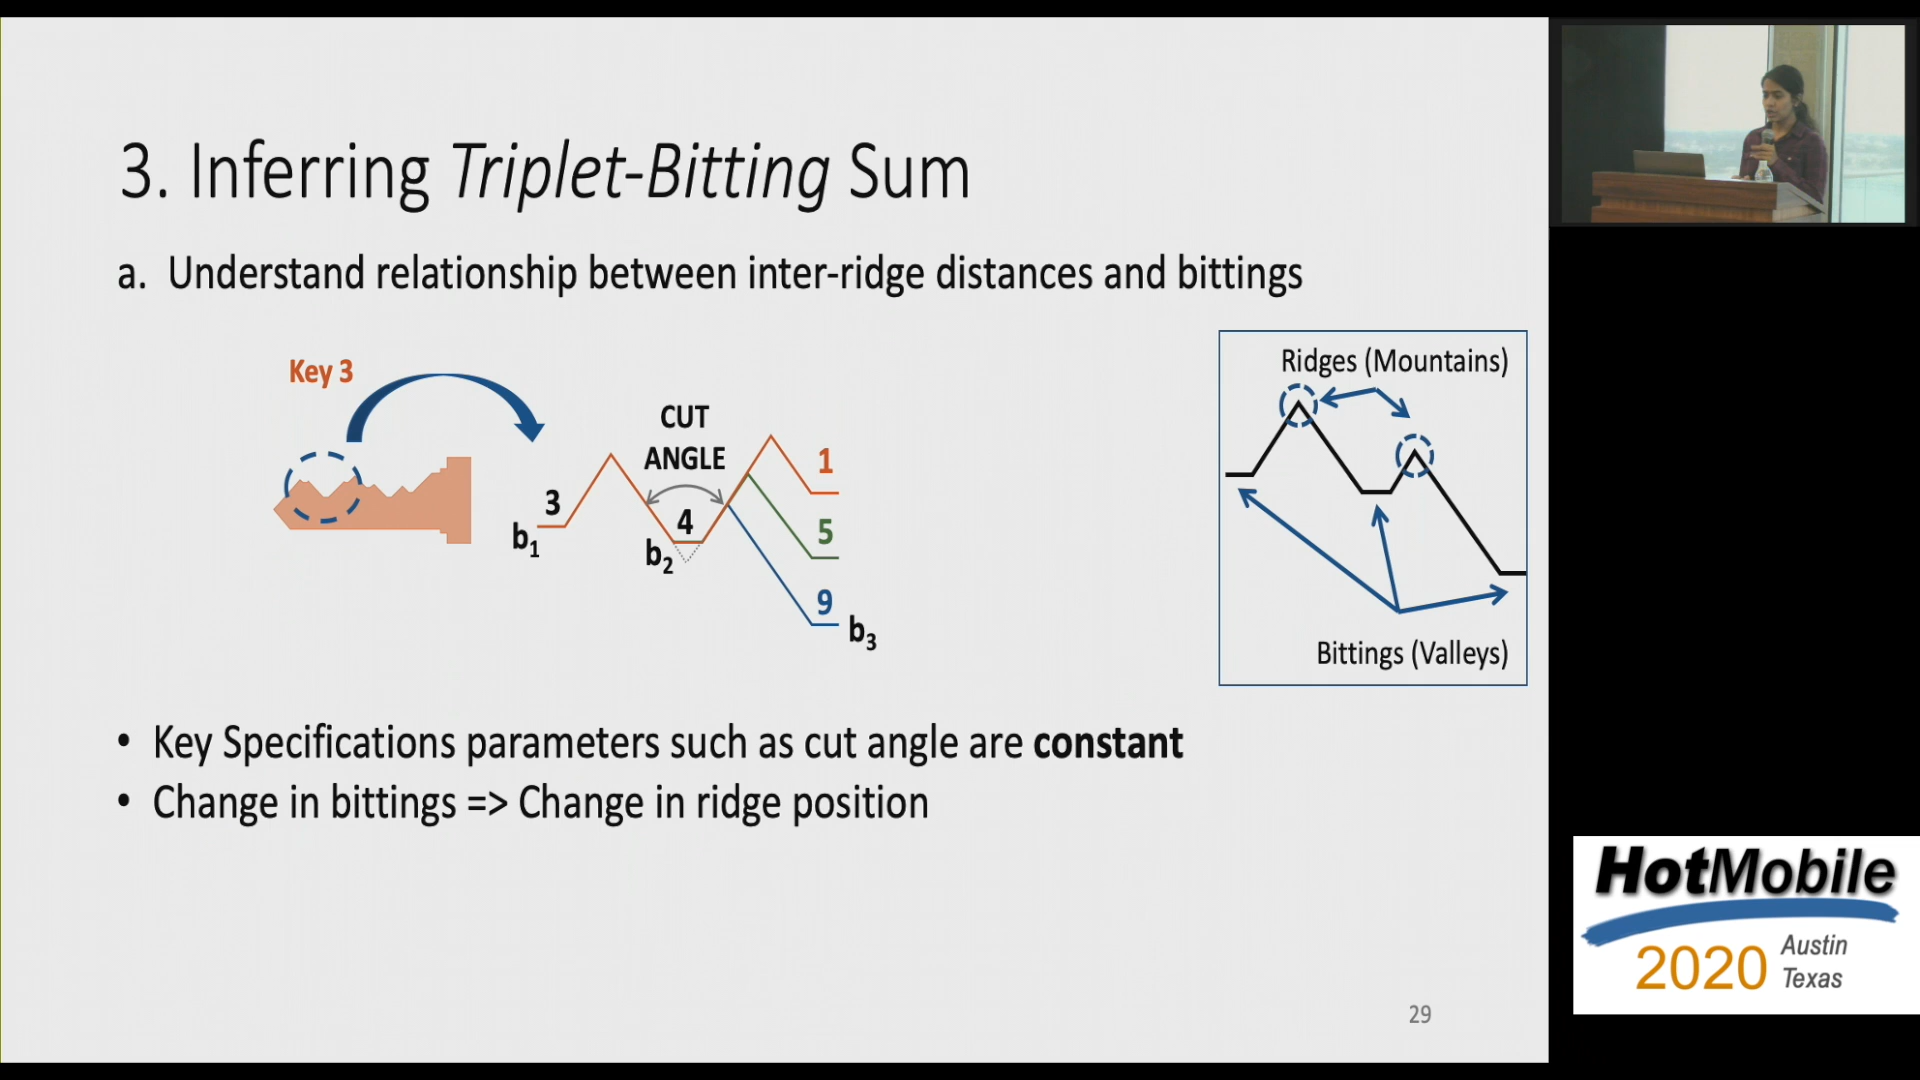 3. Inferring Triplet-Bitting Sum
a. Understand relationship between inter-ridge distances and bittings
Key 3
CUT
ANGLE
3
b1
4
b2
1
5
9
b3
Ridges (Mountains)
Bittings (Valleys)
• Key Specifications parameters such as cut angle are constant
• Change in bittings => Change in ridge position
29
HotMobile
2020 Austin
Texas